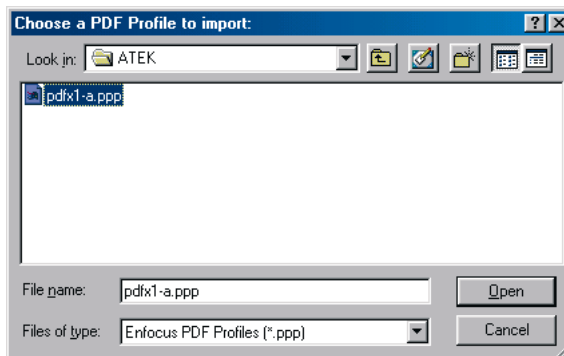 Choose a PDF Profile to import:
Look in: ATEK
pdfx1-a.ppp
File name: pdfx1-a.ppp Open
Files of type: Enfocus PDF Profiles (*.ppp) Cancel